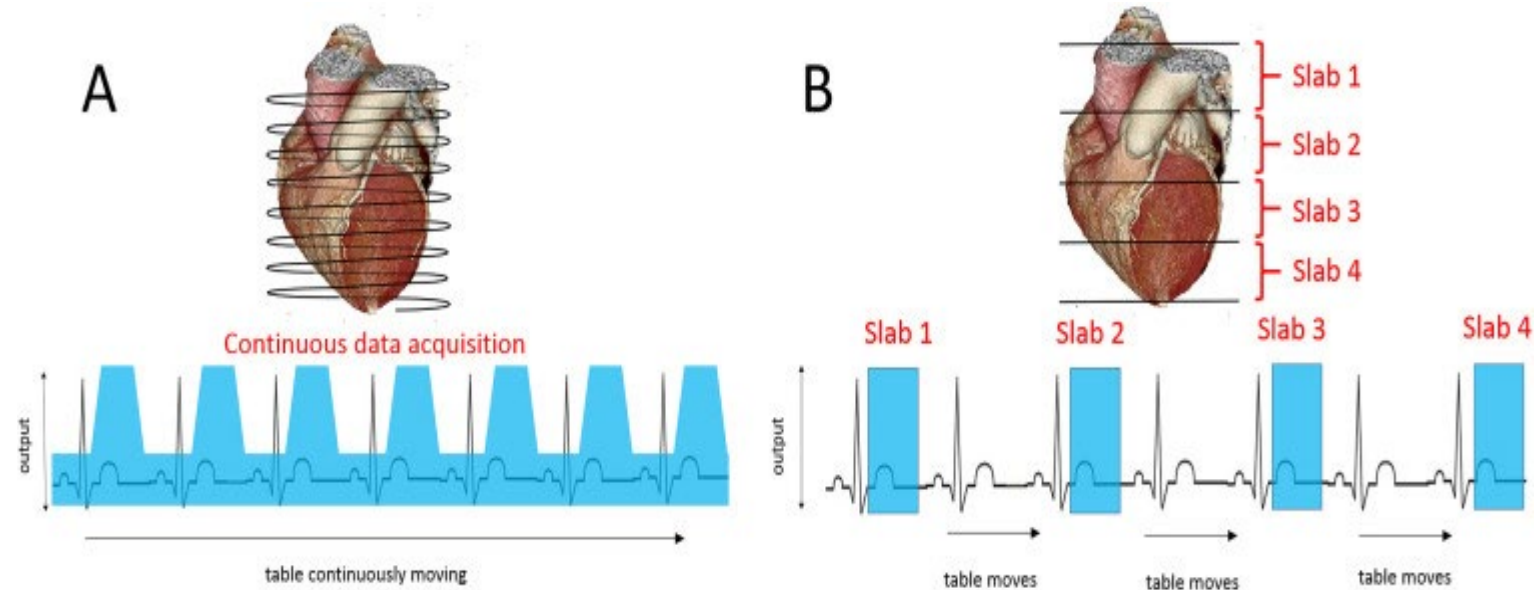 A
B
Slab 1
Slab 2
Slab 3
Slab 4
Continuous data acquisition
output
table continuously moving
Slab 1
Slab 2
Slab 3
Slab 4
output
table moves
table moves
table moves